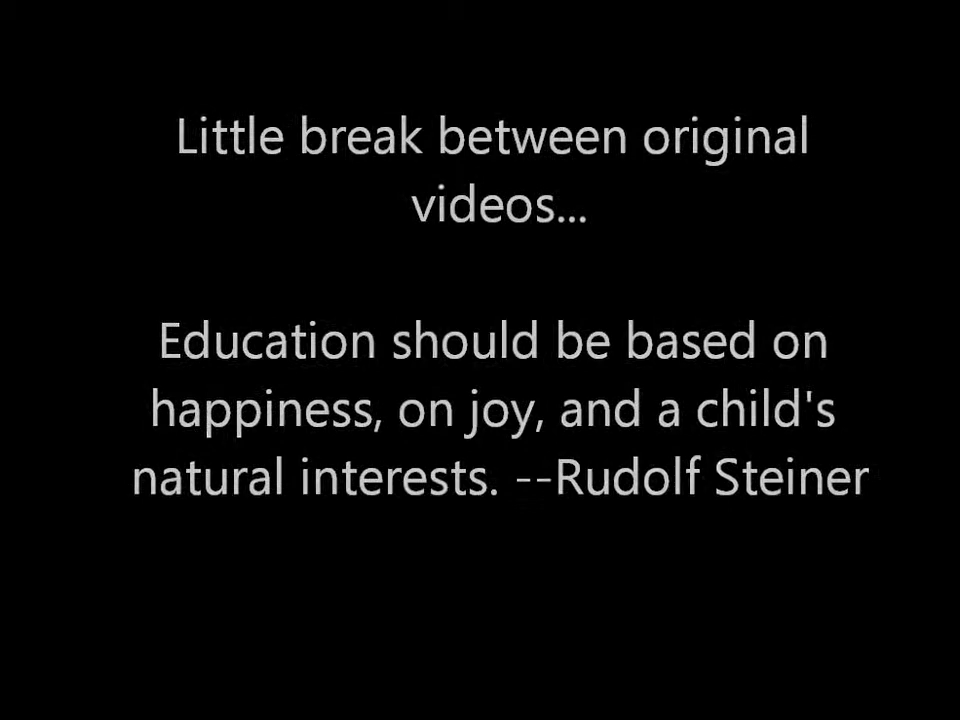 Little break between original
videos...
Education should be based on
happiness, on joy, and a child's
natural interests. --Rudolf Steiner